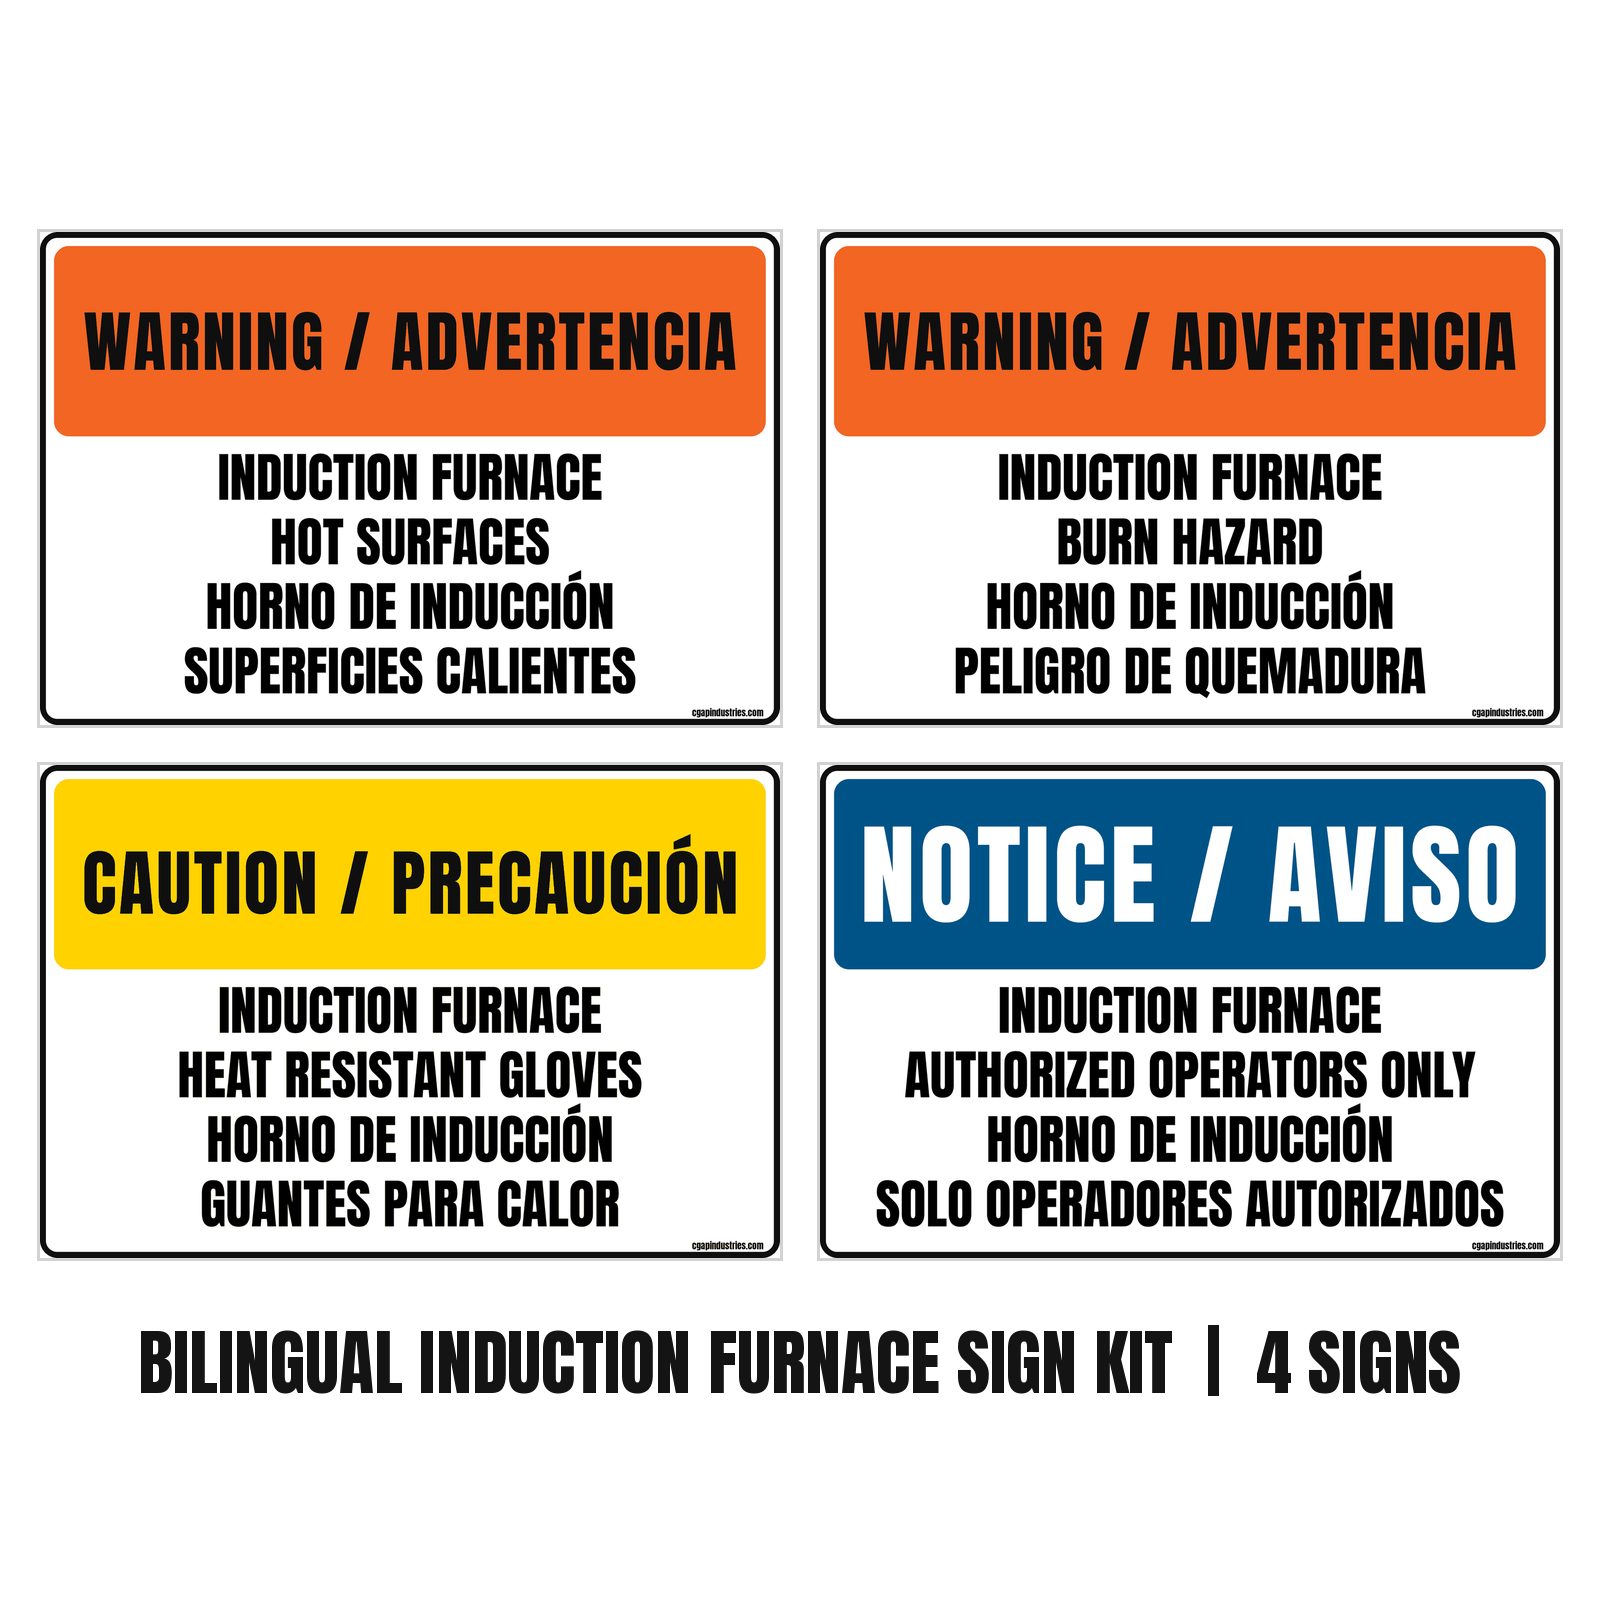 WARNING / ADVERTENCIA
INDUCTION FURNACE
HOT SURFACES
HORNO DE INDUCCIÓN
SUPERFICIES CALIENTES
cgapindustries.com
WARNING / ADVERTENCIA
INDUCTION FURNACE
BURN HAZARD
HORNO DE INDUCCIÓN
PELIGRO DE QUEMADURA
cgapindustries.com
CAUTION / PRECAUCIÓN
INDUCTION FURNACE
HEAT RESISTANT GLOVES
HORNO DE INDUCCIÓN
GUANTES PARA CALOR
cgapindustries.com
NOTICE / AVISO
INDUCTION FURNACE
AUTHORIZED OPERATORS ONLY
HORNO DE INDUCCIÓN
SOLO OPERADORES AUTORIZADOS
cgapindustries.com
BILINGUAL INDUCTION FURNACE SIGN KIT | 4 SIGNS